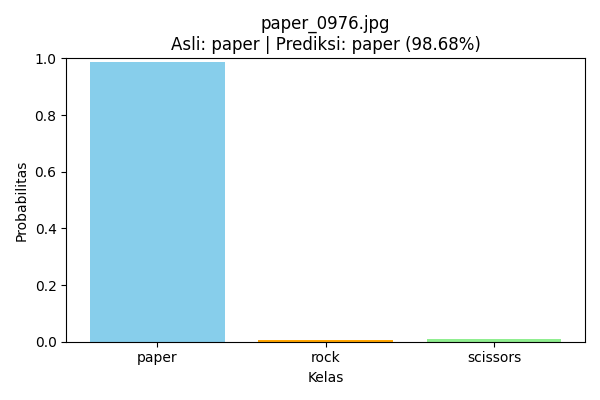 paper_0976.jpg
Asli: paper | Prediksi: paper (98.68%)
1.0
0.8
0.6
0.4
0.2
0.0
Probabilitas
paper rock scissors
Kelas